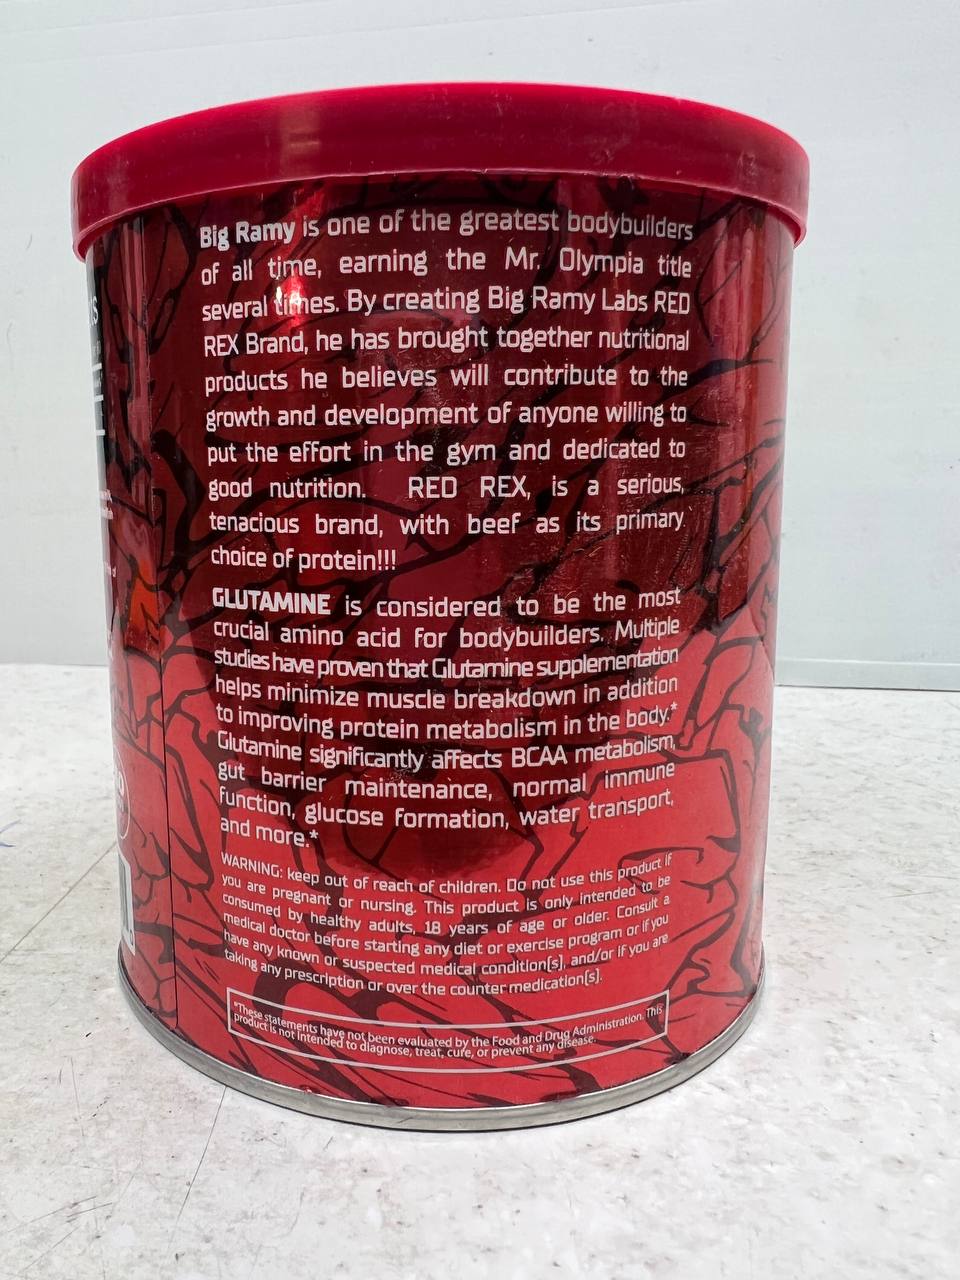 Big Ramy is one of the greatest bodybuilders
of all time, earning the Mr. Olympia title
several times. By creating Big Ramy Labs RED
REX Brand, he has brought together nutritional
products he believes will contribute to the
growth and development of anyone willing to
put the effort in the gym and dedicated to
good nutrition. RED REX, is a serious,
tenacious brand, with beef as its primary
choice of protein!!!
GLUTAMINE is considered to be the most
crucial amino acid for bodybuilders. Multiple
studies have proven that Glutamine supplementation
helps minimize muscle breakdown in addition
to improving protein metabolism in the body.*
Glutamine significantly affects BCAA metabolism,
gut barrier maintenance, normal immune
function, glucose formation, water transport,
and more.*
WARNING: keep out of reach of children. Do not use this product if
you are pregnant or nursing. This product is only intended to be
consumed by healthy adults, 18 years of age or older. Consult a
medical doctor before starting any diet or exercise program or if you
have any known or suspected medical condition(s), and/or if you are
taking any prescription or over the counter medication(s).
*These statements have not been evaluated by the Food and Drug Administration. This
product is not intended to diagnose, treat, cure, or prevent any disease.